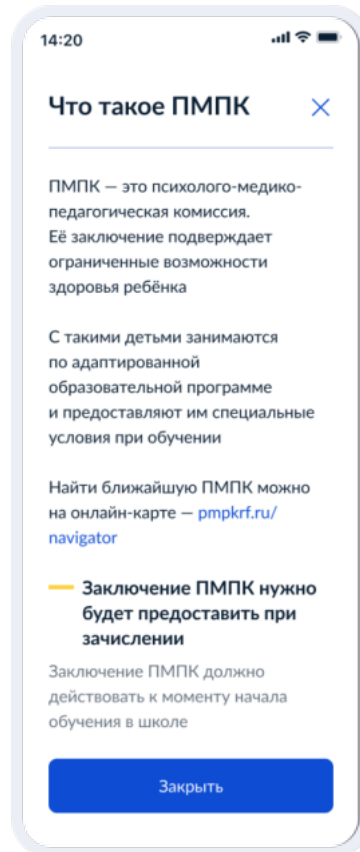 14:20
Что такое ПМПК
ПМПК — это психолого-медико-
педагогическая комиссия.
Её заключение подтверждает
ограниченные возможности
здоровья ребёнка
С такими детьми занимаются
по адаптированной
образовательной программе
и предоставляют им специальные
условия при обучении
Найти ближайшую ПМПК можно
на онлайн-карте — pmpkrf.ru/
navigator
Заключение ПМПК нужно
будет предоставить при
зачислении
Заключение ПМПК должно
действовать к моменту начала
обучения в школе
Закрыть